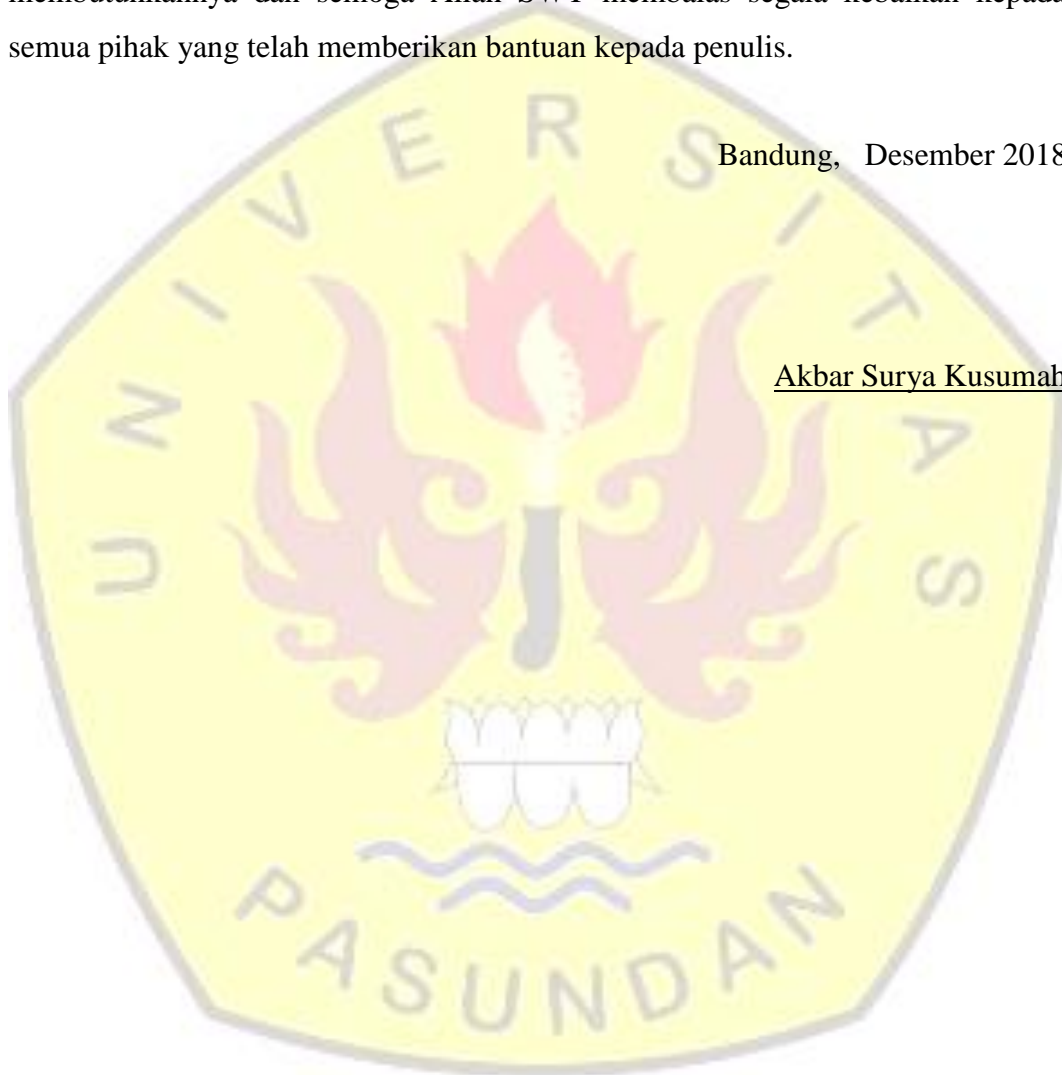 membutuhkannya dan semoga Allah SWT membalas segala kebaikan kepada
semua pihak yang telah memberikan bantuan kepada penulis.
Bandung, Desember 2018
Akbar Surya Kusumah
UNIVERSITAS
PASUNDAN